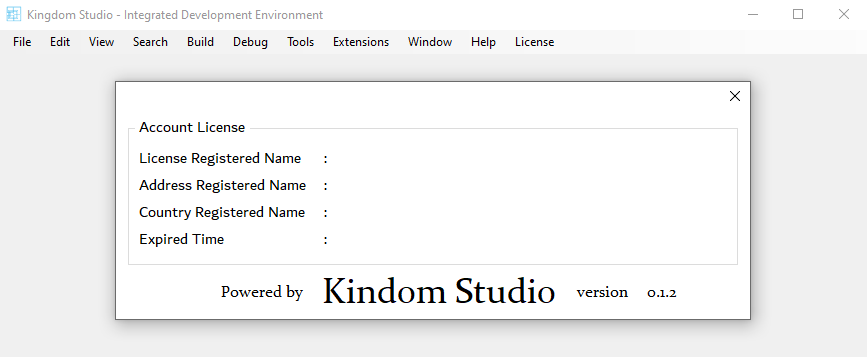 Kingdom Studio - Integrated Development Environment
File Edit View Search Build Debug Tools Extensions Window Help License
Account License
License Registered Name :
Address Registered Name :
Country Registered Name :
Expired Time :
Powered by Kindom Studio version 0.1.2